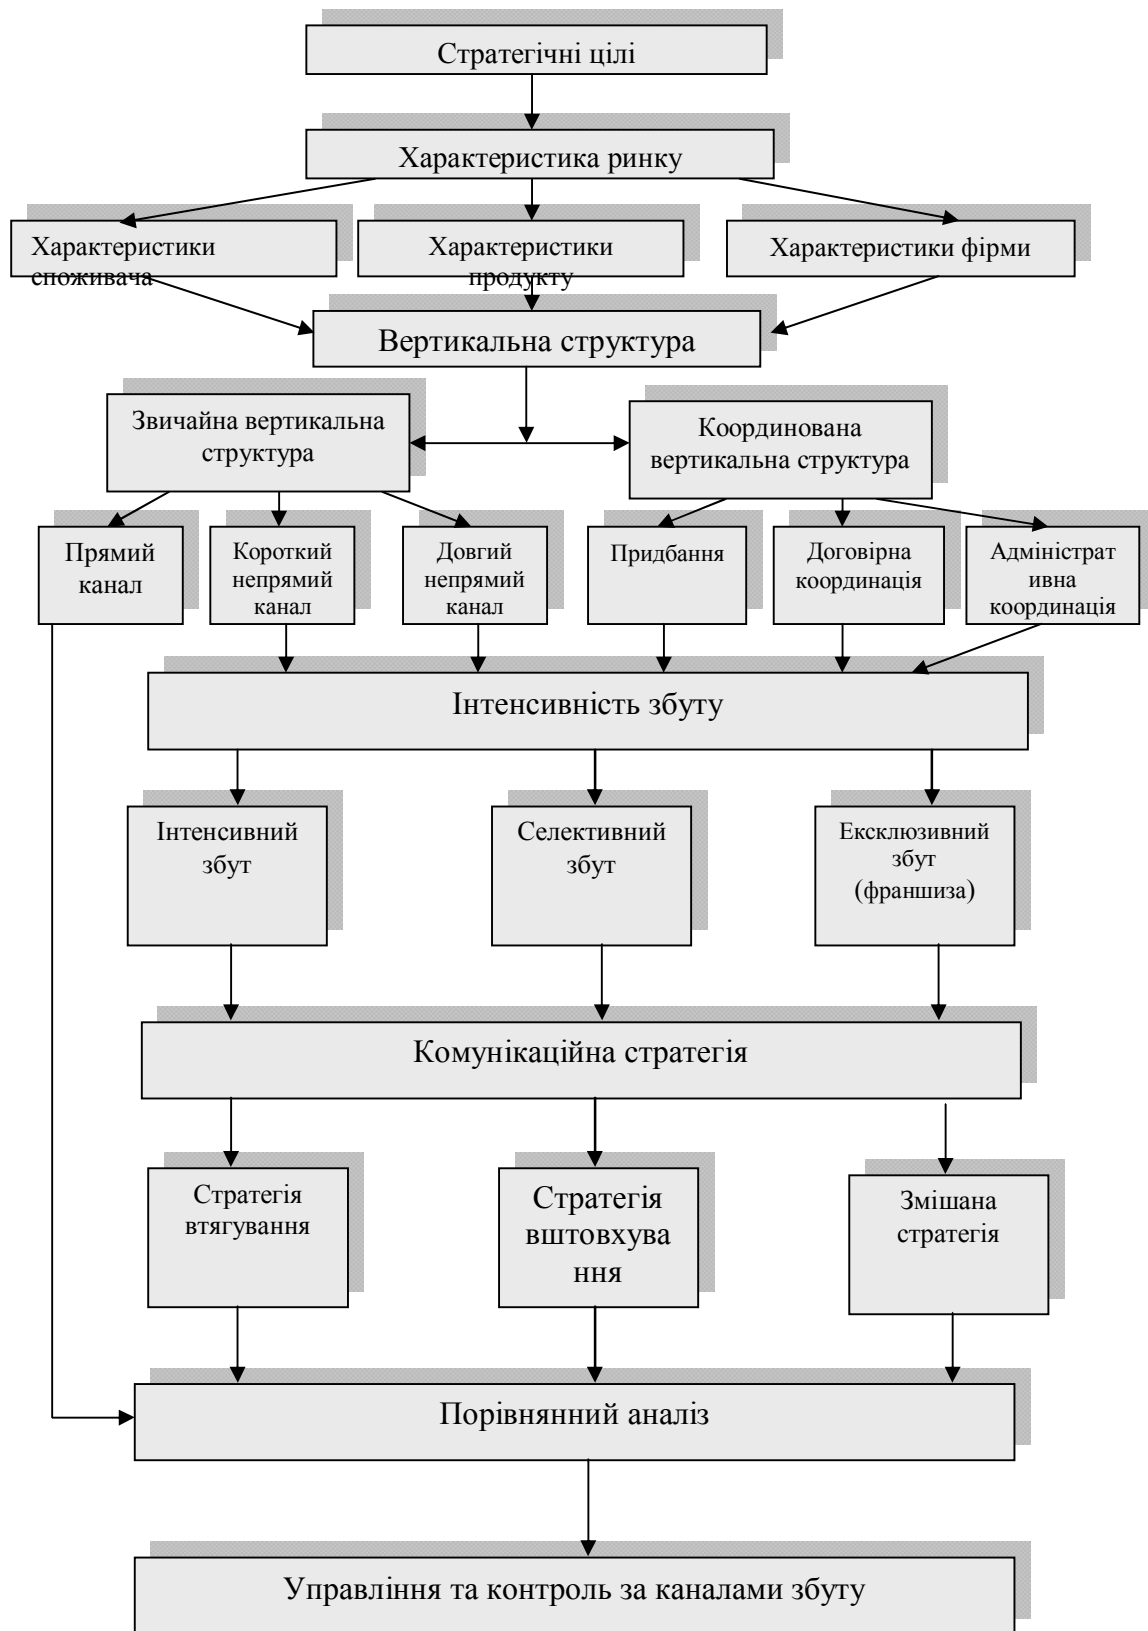 Стратегічні цілі
Характеристика ринку
Характеристики
споживача
Характеристики
продукту
Характеристики фірми
Вертикальна структура
Звичайна вертикальна
структура
Координована
вертикальна структура
Прямий
канал
Короткий
непрямий
канал
Довгий
непрямий
канал
Придбання
Договірна
координація
Адміністрат
ивна
координація
Інтенсивність збуту
Інтенсивний
збут
Селективний
збут
Ексклюзивний
збут
(франшиза)
Комунікаційна стратегія
Стратегія
втягування
Стратегія
вштовхува
ння
Змішана
стратегія
Порівнянний аналіз
Управління та контроль за каналами збуту